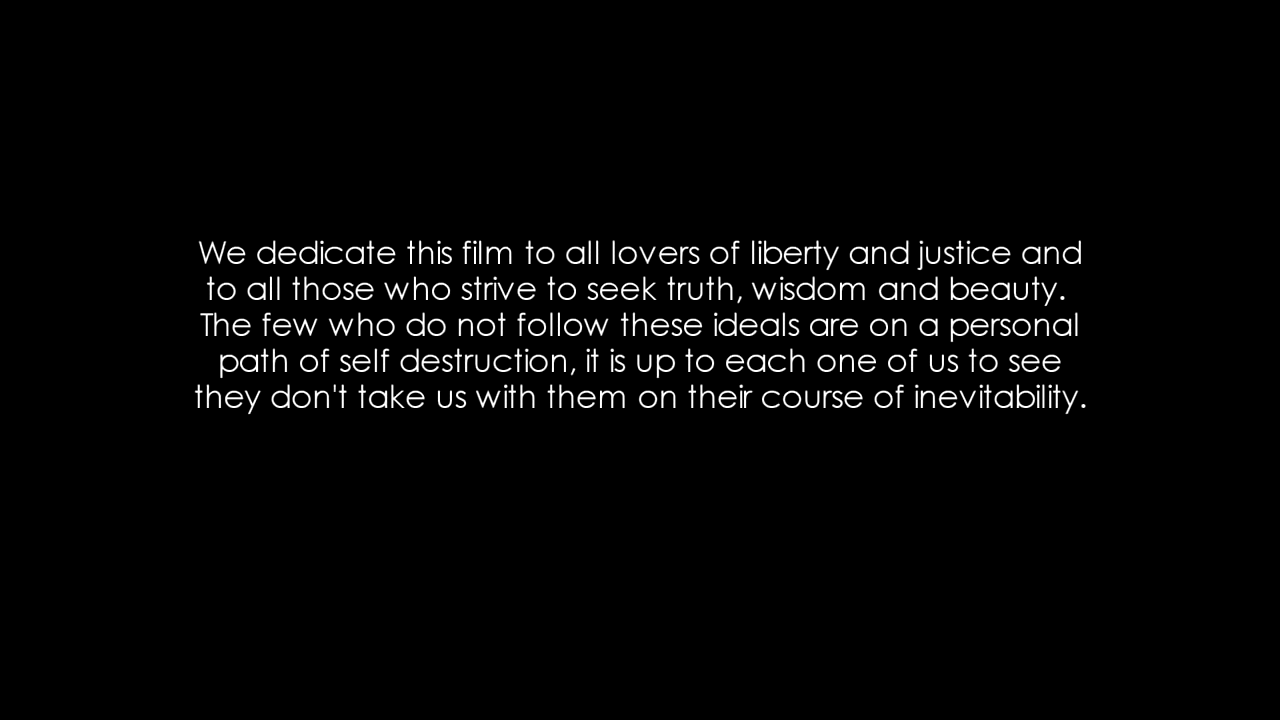 We dedicate this film to all lovers of liberty and justice and
to all those who strive to seek truth, wisdom and beauty.
The few who do not follow these ideals are on a personal
path of self destruction, it is up to each one of us to see
they don't take us with them on their course of inevitability.